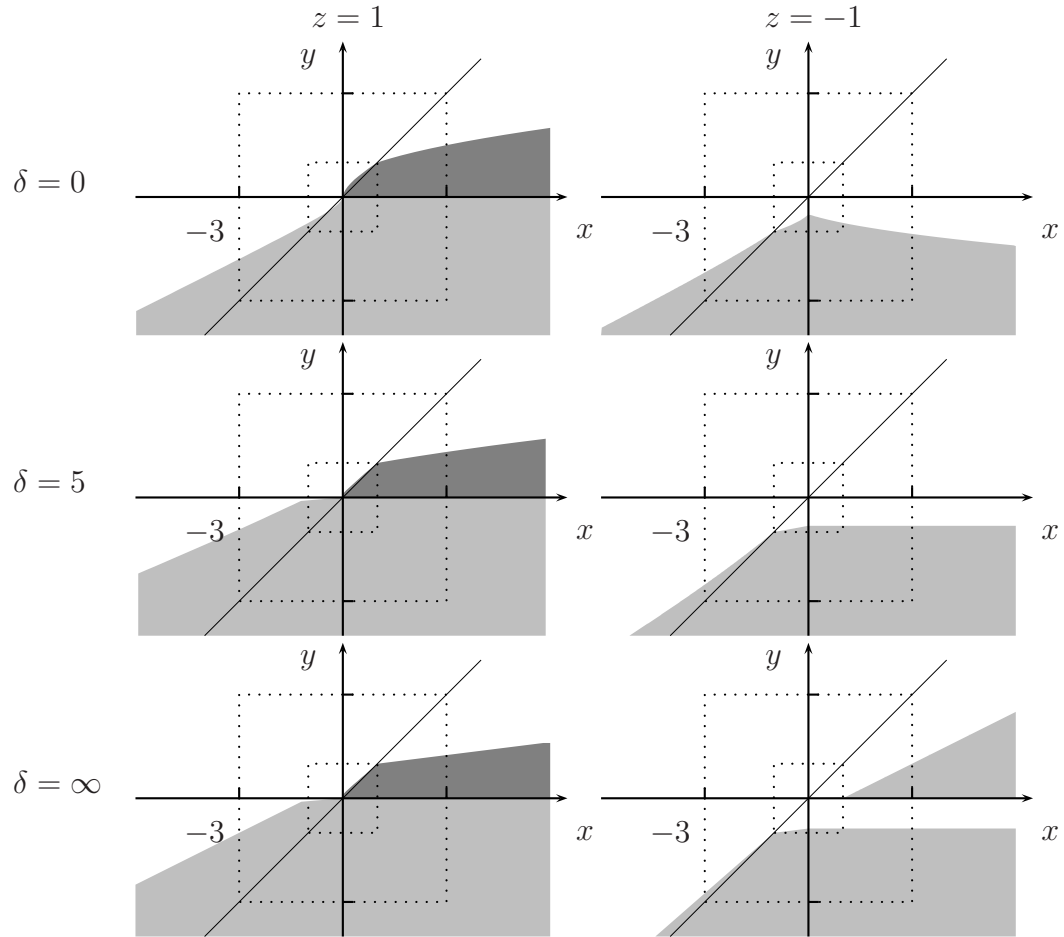 z = 1
z = −1
y
y
δ = 0
−3
x
−3
x
y
y
δ = 5
−3
x
−3
x
y
y
δ = ∞
−3
x
−3
x